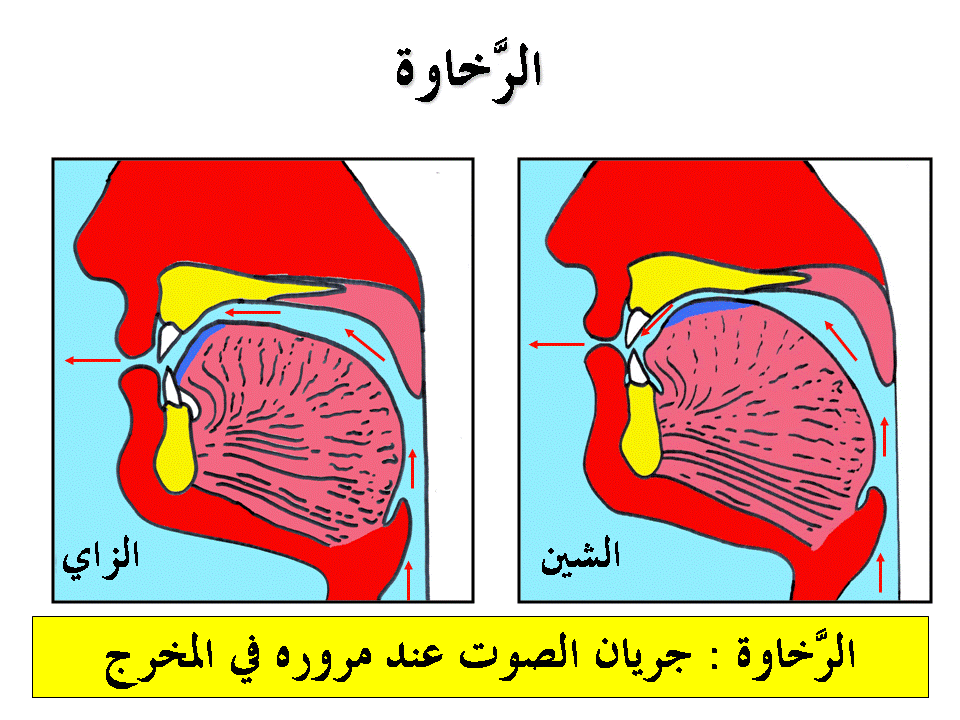 الرَّخاوة
الشين
الزاي
الرَّخاوة : جريان الصوت عند مروره في المخرج